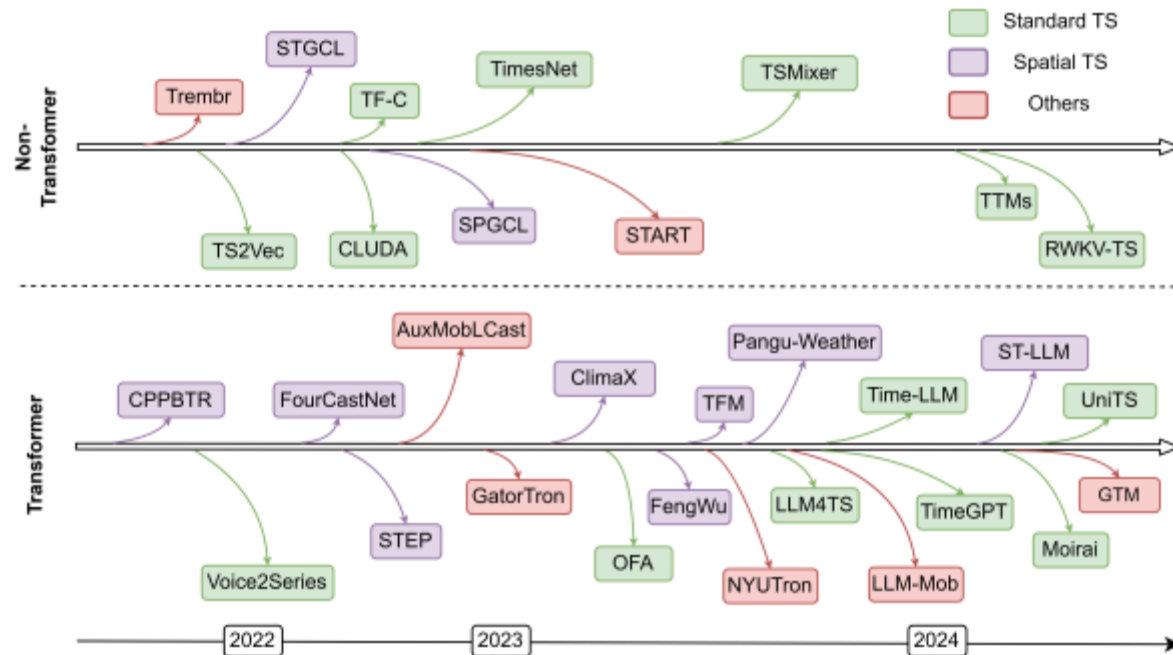 Standard TS
Spatial TS
Others
Non-
Transfomrer
STGCL
TimesNet
TSMixer
Trembr
TF-C
TS2Vec
CLUDA
SPGCL
START
TTMs
RWKV-TS
Transformer
AuxMobLCast
Pangu-Weather
ST-LLM
CPPBTR
FourCastNet
ClimaX
TFM
Time-LLM
UniTS
STEP
GatorTron
FengWu
LLM4TS
TimeGPT
GTM
Voice2Series
OFA
NYUTron
LLM-Mob
Moirai
2022
2023
2024